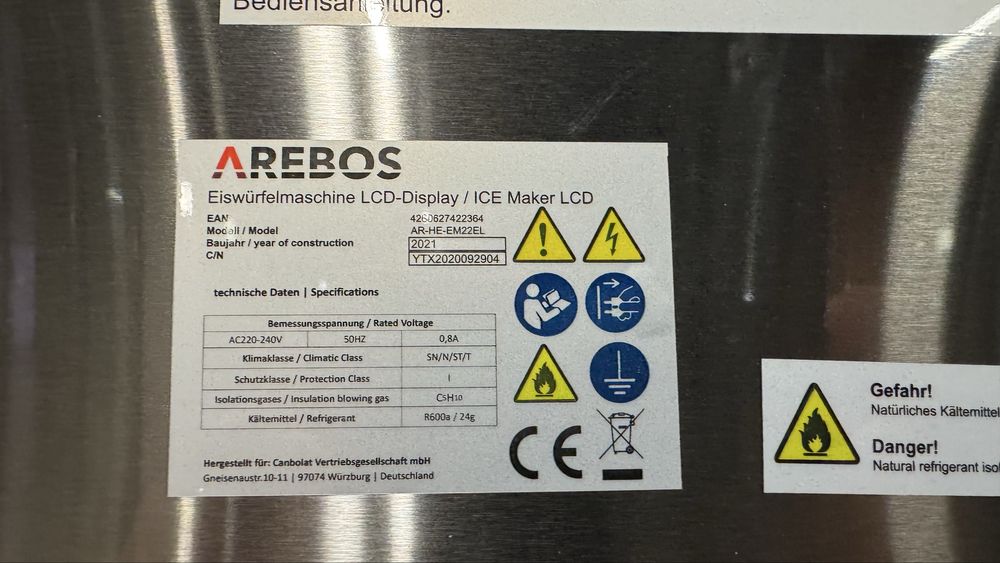 Bedienungsanleitung.
AREBOS
Eiswürfelmaschine LCD-Display / ICE Maker LCD
EAN 4260627422364
Modell / Model AR-HE-EM22EL
Baujahr / year of construction 2021
C/N YTX2020092904
technische Daten | Specifications
Bemessungsspannung / Rated Voltage
AC220-240V 50HZ 0,8A
Klimaklasse / Climatic Class SN/N/ST/T
Schutzklasse / Protection Class I
Isolationsgases / Insulation blowing gas C5H10
Kältemittel / Refrigerant R600a / 24g
CE
Hergestellt für: Canbolat Vertriebsgesellschaft mbH
Gneisenaustr.10-11 | 97074 Würzburg | Deutschland
Gefahr!
Natürliches Kältemittel
Danger!
Natural refrigerant